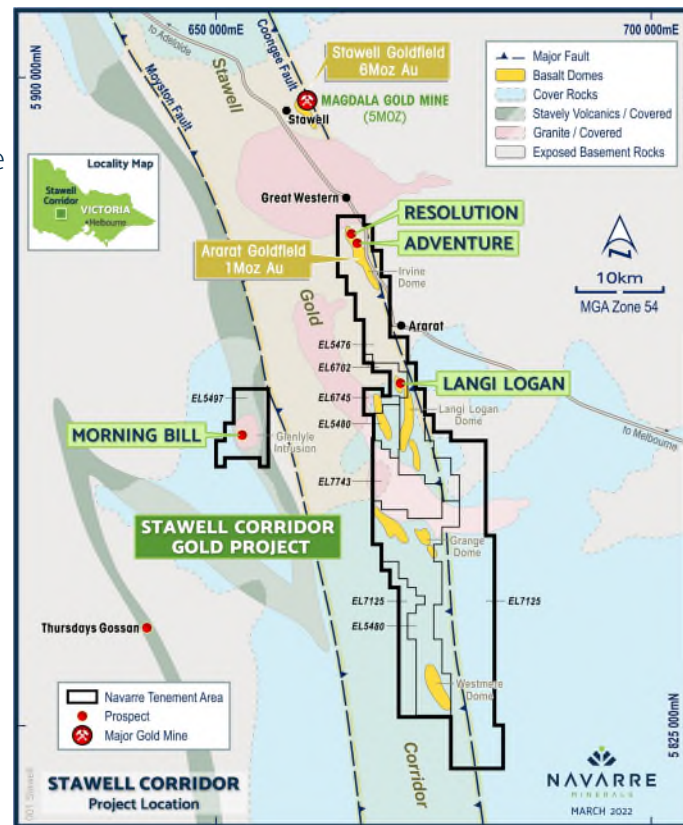 650 000mE
700 000mE
5 900 000mN
to Adelaide
Coongee Fault
Stawell
Moyston Fault
Stawell Goldfield
6Moz Au
MAGDALA GOLD MINE
(5MOZ)
Stawell
Major Fault
Basalt Domes
Cover Rocks
Stavely Volcanics / Covered
Granite / Covered
Exposed Basement Rocks
Locality Map
Stawell
Corridor
VICTORIA
Melbourne
Great Western
RESOLUTION
ADVENTURE
Ararat Goldfield
1Moz Au
Irvine
Dome
10km
MGA Zone 54
Gold
Ararat
EL5476
EL6702
LANGI LOGAN
EL5497
EL6745
EL5480
Langi Logan
Dome
MORNING BILL
Glenlyle
Intrusion
to Melbourne
EL7743
STAWELL CORRIDOR
GOLD PROJECT
Grange
Dome
EL7125
EL7125
EL5480
Thursdays Gossan
Westmere
Dome
Navarre Tenement Area
Prospect
Major Gold Mine
5 825 000mN
Corridor
STAWELL CORRIDOR
Project Location
001 Stawell
NAVARRE
MINERALS
MARCH 2022